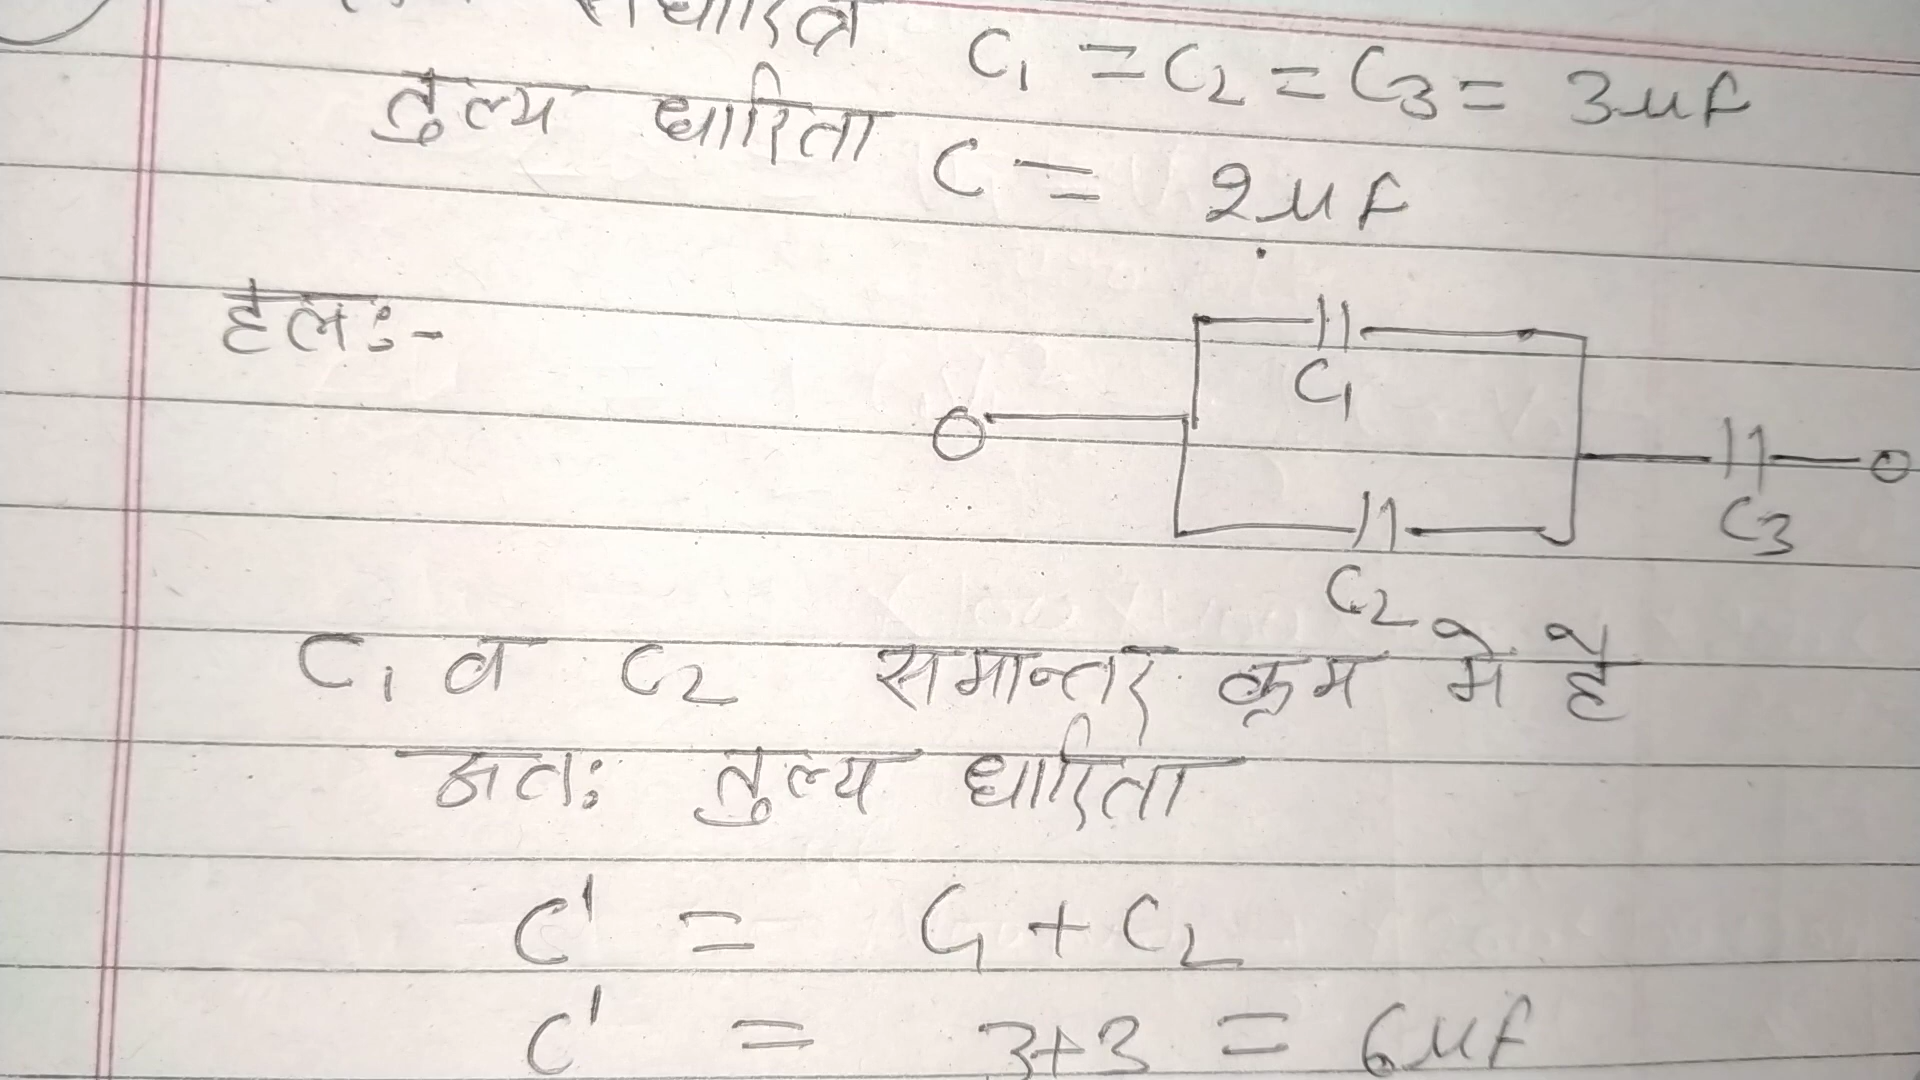 संधारित्र C₁ = C₂ = C₃ = 3μF
तुल्य धारिता C = 2μF
हलः-
C₁
C₃
C₂
C₁ व C₂ समान्तर क्रम मे है
अतः तुल्य धारिता
C' = C₁ + C₂
C' = 3+3 = 6μF